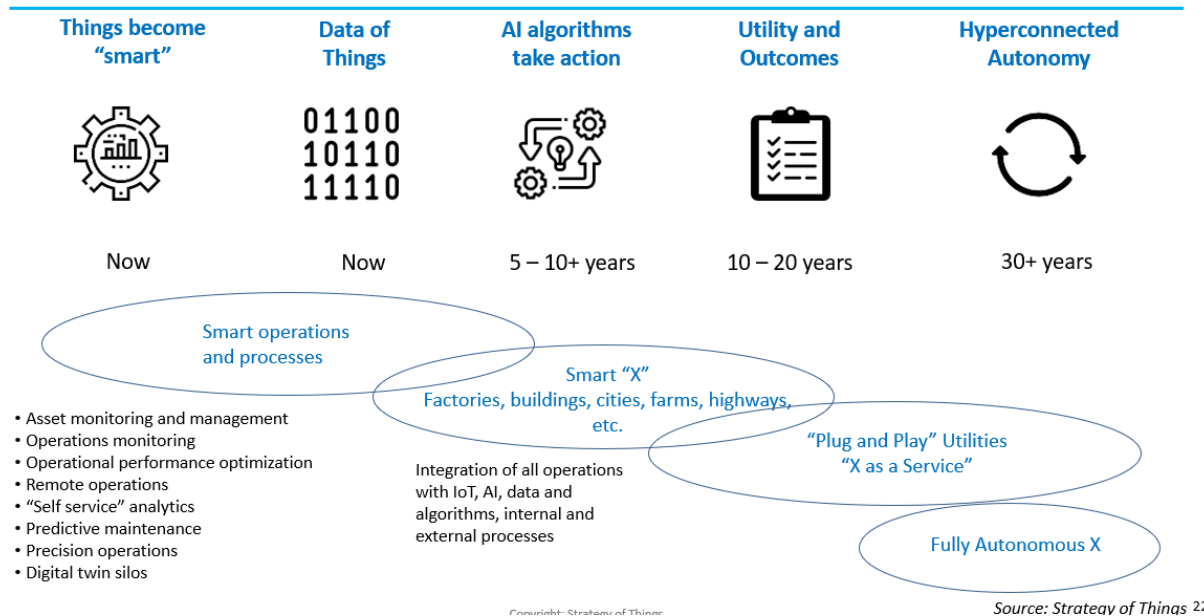 Things become
“smart”
Data of
Things
AI algorithms
take action
Utility and
Outcomes
Hyperconnected
Autonomy
01100
10110
11110
Now
Now
5 – 10+ years
10 – 20 years
30+ years
Smart operations
and processes
Smart “X”
Factories, buildings, cities, farms, highways,
etc.
“Plug and Play” Utilities
“X as a Service”
Fully Autonomous X
• Asset monitoring and management
• Operations monitoring
• Operational performance optimization
• Remote operations
• “Self service” analytics
• Predictive maintenance
• Precision operations
• Digital twin silos
Integration of all operations
with IoT, AI, data and
algorithms, internal and
external processes
Copyright: Strategy of Things
Source: Strategy of Things